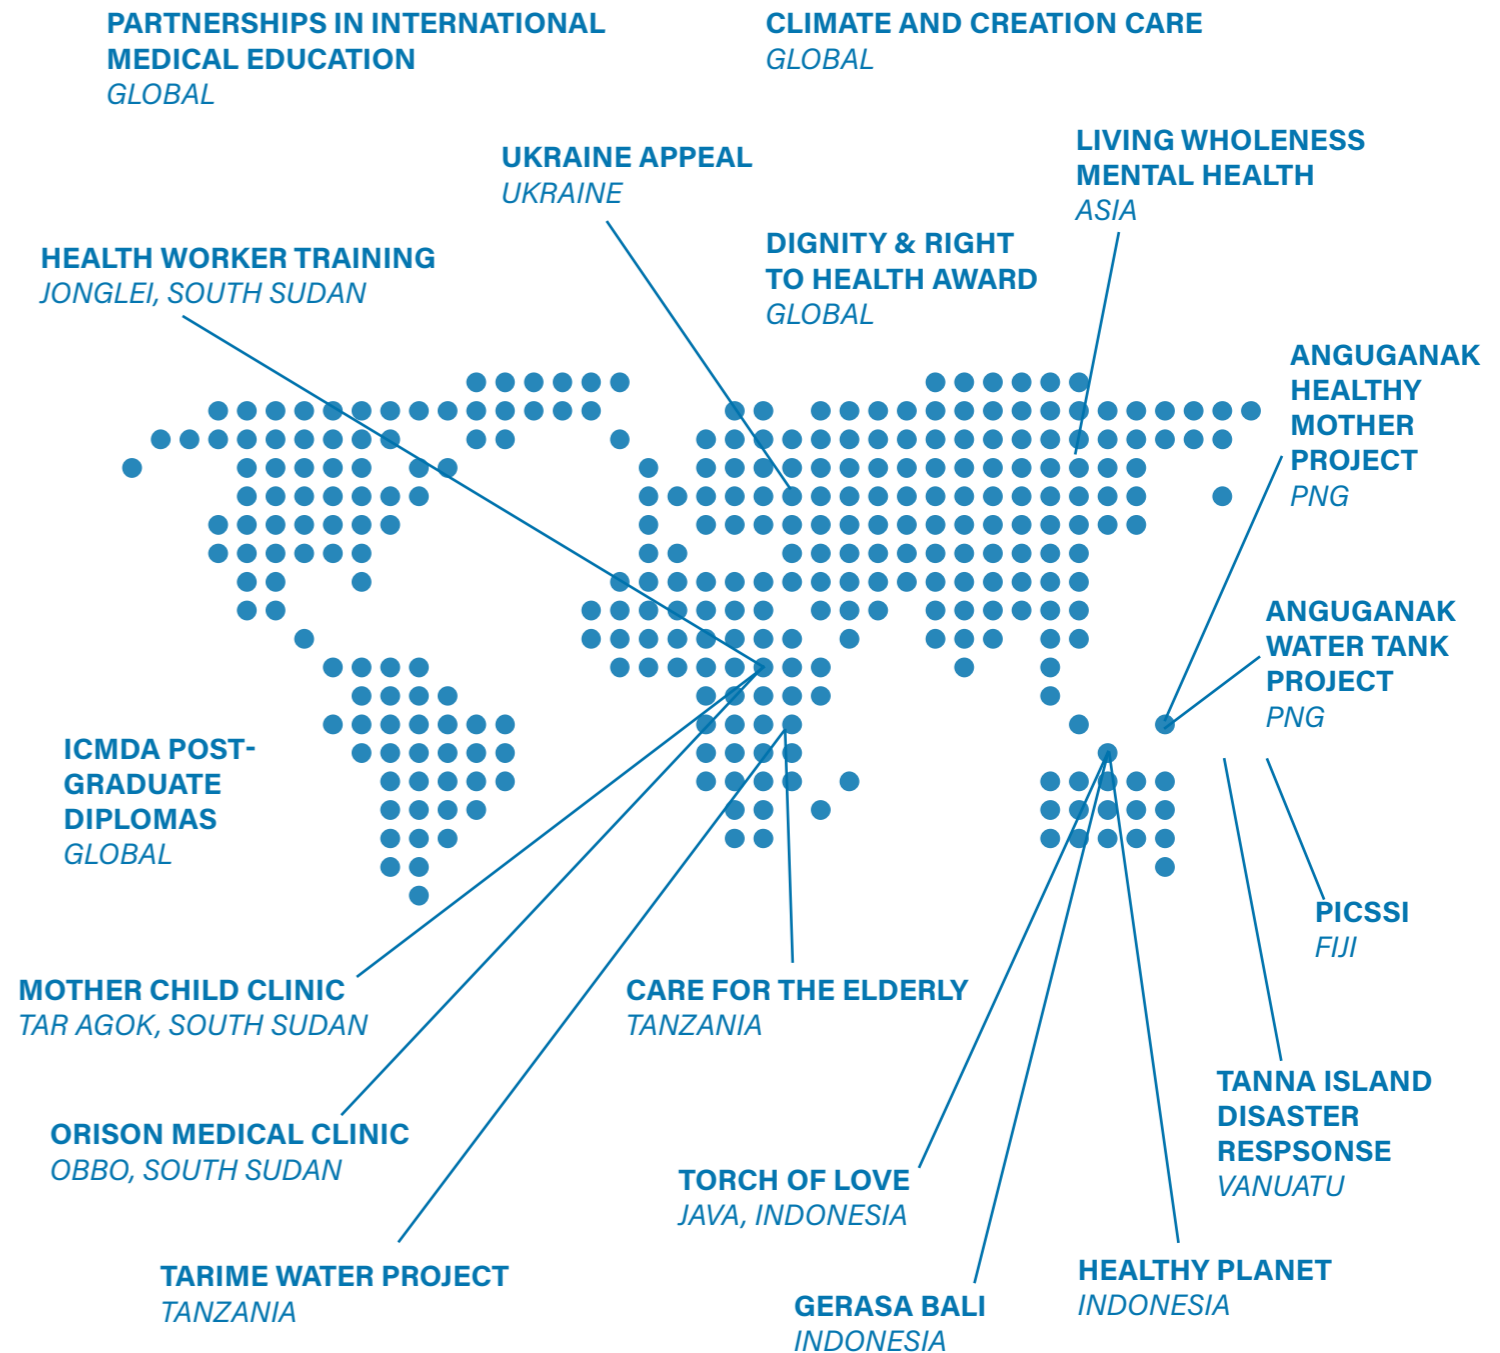 PARTNERSHIPS IN INTERNATIONAL
MEDICAL EDUCATION
GLOBAL
CLIMATE AND CREATION CARE
GLOBAL
LIVING WHOLENESS
MENTAL HEALTH
ASIA
UKRAINE APPEAL
UKRAINE
DIGNITY & RIGHT
TO HEALTH AWARD
GLOBAL
HEALTH WORKER TRAINING
JONGLEI, SOUTH SUDAN
ANGUGANAK
HEALTHY
MOTHER
PROJECT
PNG
ANGUGANAK
WATER TANK
PROJECT
PNG
ICMDA POST-
GRADUATE
DIPLOMAS
GLOBAL
PICSSI
FIJI
MOTHER CHILD CLINIC
TAR AGOK, SOUTH SUDAN
CARE FOR THE ELDERLY
TANZANIA
TANNA ISLAND
DISASTER
RESPSONSE
VANUATU
ORISON MEDICAL CLINIC
OBBO, SOUTH SUDAN
TORCH OF LOVE
JAVA, INDONESIA
TARIME WATER PROJECT
TANZANIA
HEALTHY PLANET
INDONESIA
GERASA BALI
INDONESIA